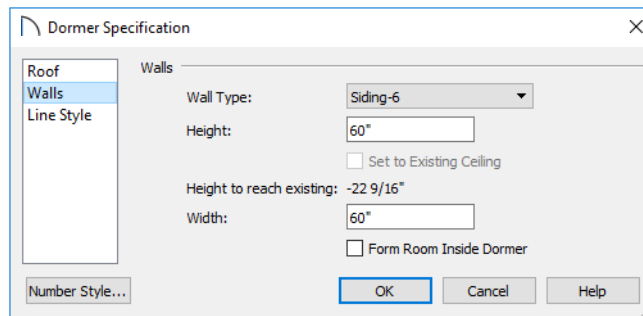 Dormer Specification
Roof
Walls
Line Style
Walls
Wall Type: Siding-6
Height: 60"
Set to Existing Ceiling
Height to reach existing: -22 9/16"
Width: 60"
Form Room Inside Dormer
Number Style... OK Cancel Help